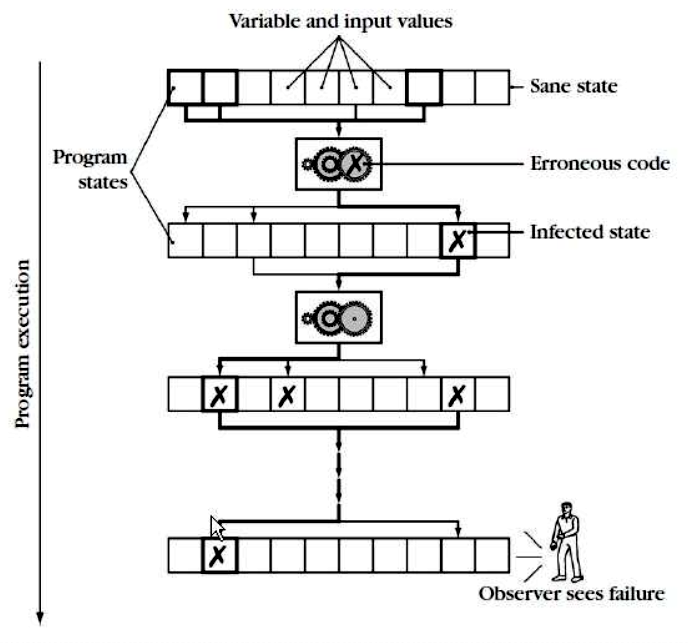 Variable and input values
Sane state
Program
states
Erroneous code
Infected state
Program execution
Observer sees failure